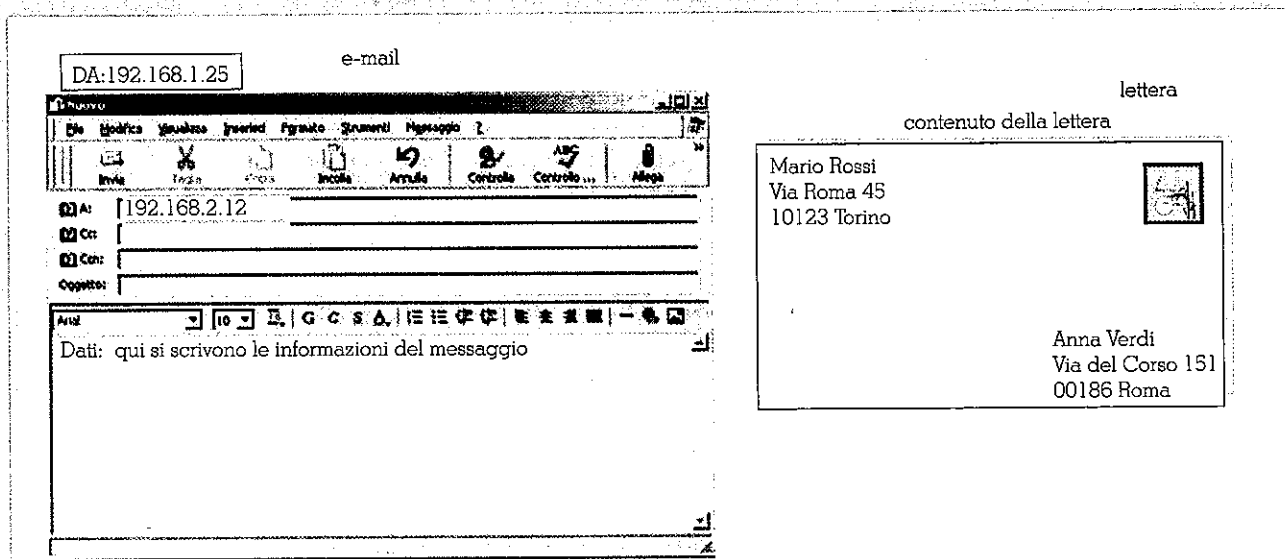 e-mail
DA:192.168.1.25
Nuovo
File Modifica Visualizza Inserisci Formato Strumenti Messaggio ?
Invia Taglia Copia Incolla Annulla Controlla Controllo ... Allega
A: 192.168.2.12
Cc:
Ccn:
Oggetto:
Arial 10 G C S A
Dati: qui si scrivono le informazioni del messaggio
lettera
contenuto della lettera
Mario Rossi
Via Roma 45
10123 Torino
Anna Verdi
Via del Corso 151
00186 Roma